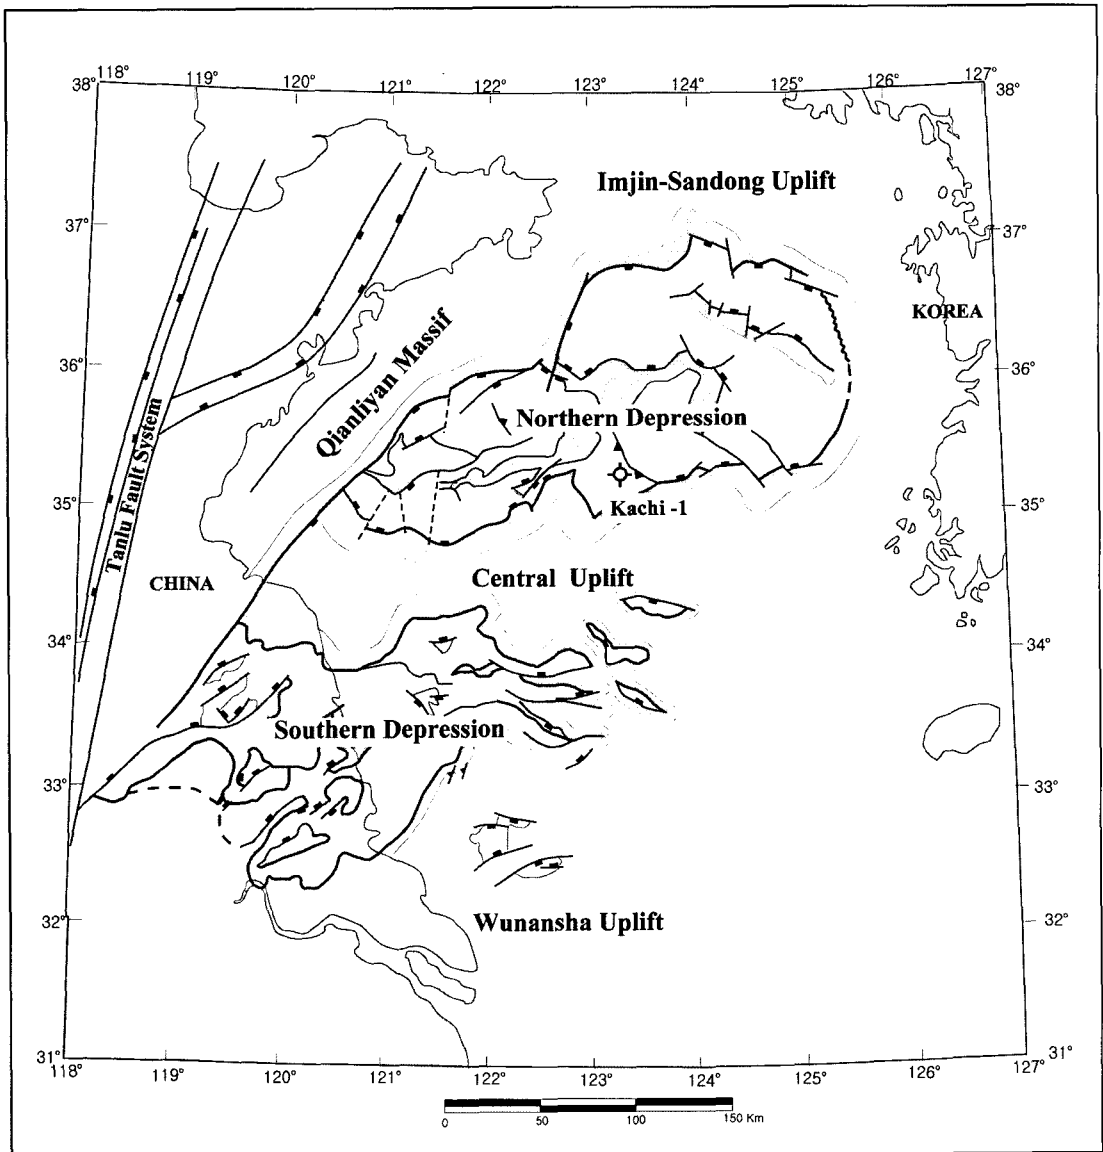 118° 119° 120° 121° 122° 123° 124° 125° 126° 127°
38° 38°
Imjin-Sandong Uplift
37° 37°
KOREA
Qianliyan Massif
36° 36°
Northern Depression
Tanlu Fault System
35° 35°
Kachi -1
CHINA
Central Uplift
34° 34°
Southern Depression
33° 33°
Wunansha Uplift
32° 32°
31° 31°
118° 119° 120° 121° 122° 123° 124° 125° 127°
0 50 100 150 Km